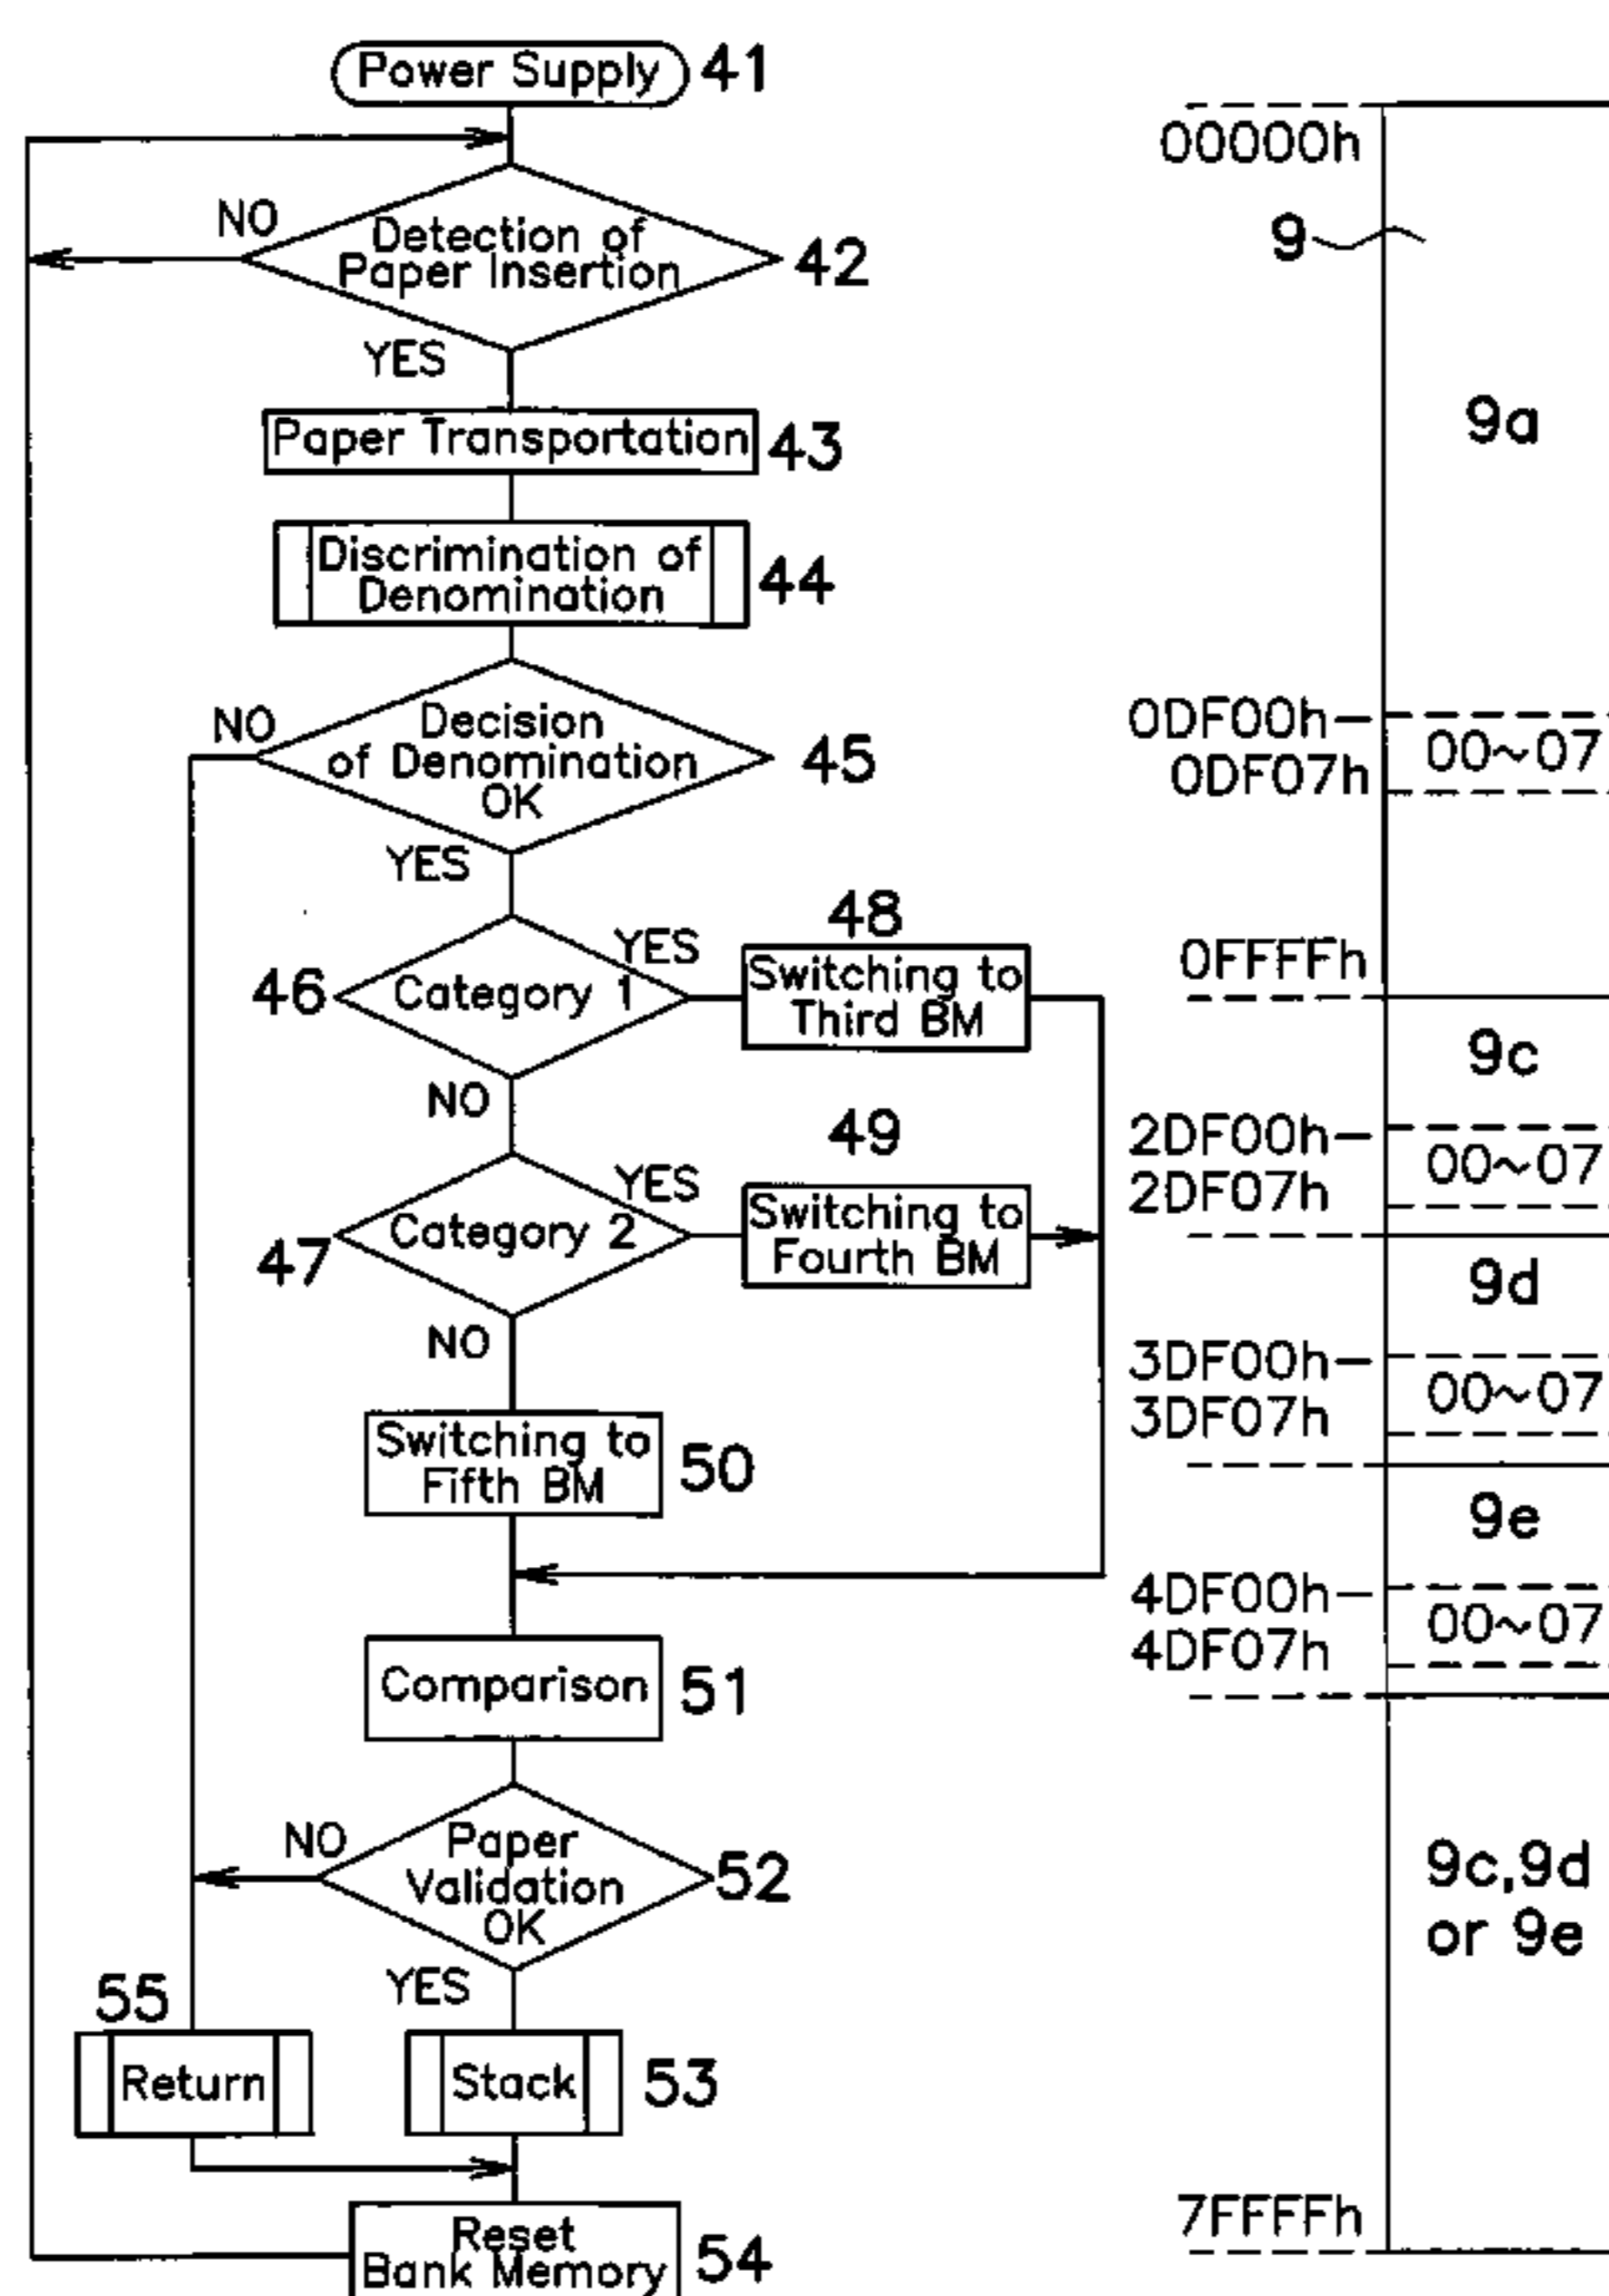 Power Supply 41
NO
Detection of
Paper Insertion
42
YES
Paper Transportation 43
Discrimination of
Denomination
44
NO
Decision
of Denomination
OK
45
YES
46
Category 1
YES
48
Switching to
Third BM
NO
47
Category 2
YES
49
Switching to
Fourth BM
NO
Switching to
Fifth BM
50
Comparison 51
NO
Paper
Validation
OK
52
YES
55
Return
Stack 53
Reset
Bank Memory
54
00000h
9
9a
0DF00h-
0DF07h
00~07
0FFFFh
9c
2DF00h-
2DF07h
00~07
9d
3DF00h-
3DF07h
00~07
9e
4DF00h-
4DF07h
00~07
9c,9d
or 9e
7FFFFh